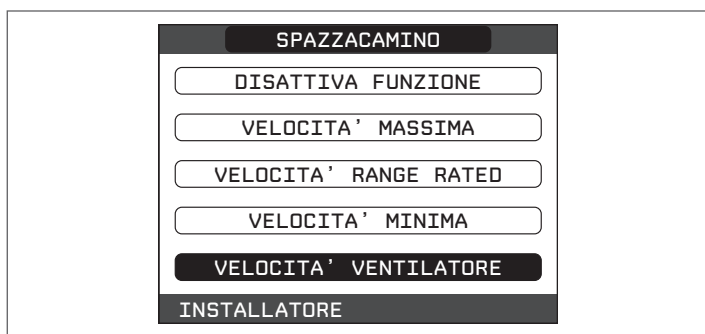 SPAZZACAMINO
DISATTIVA FUNZIONE
VELOCITA' MASSIMA
VELOCITA' RANGE RATED
VELOCITA' MINIMA
VELOCITA' VENTILATORE
INSTALLATORE